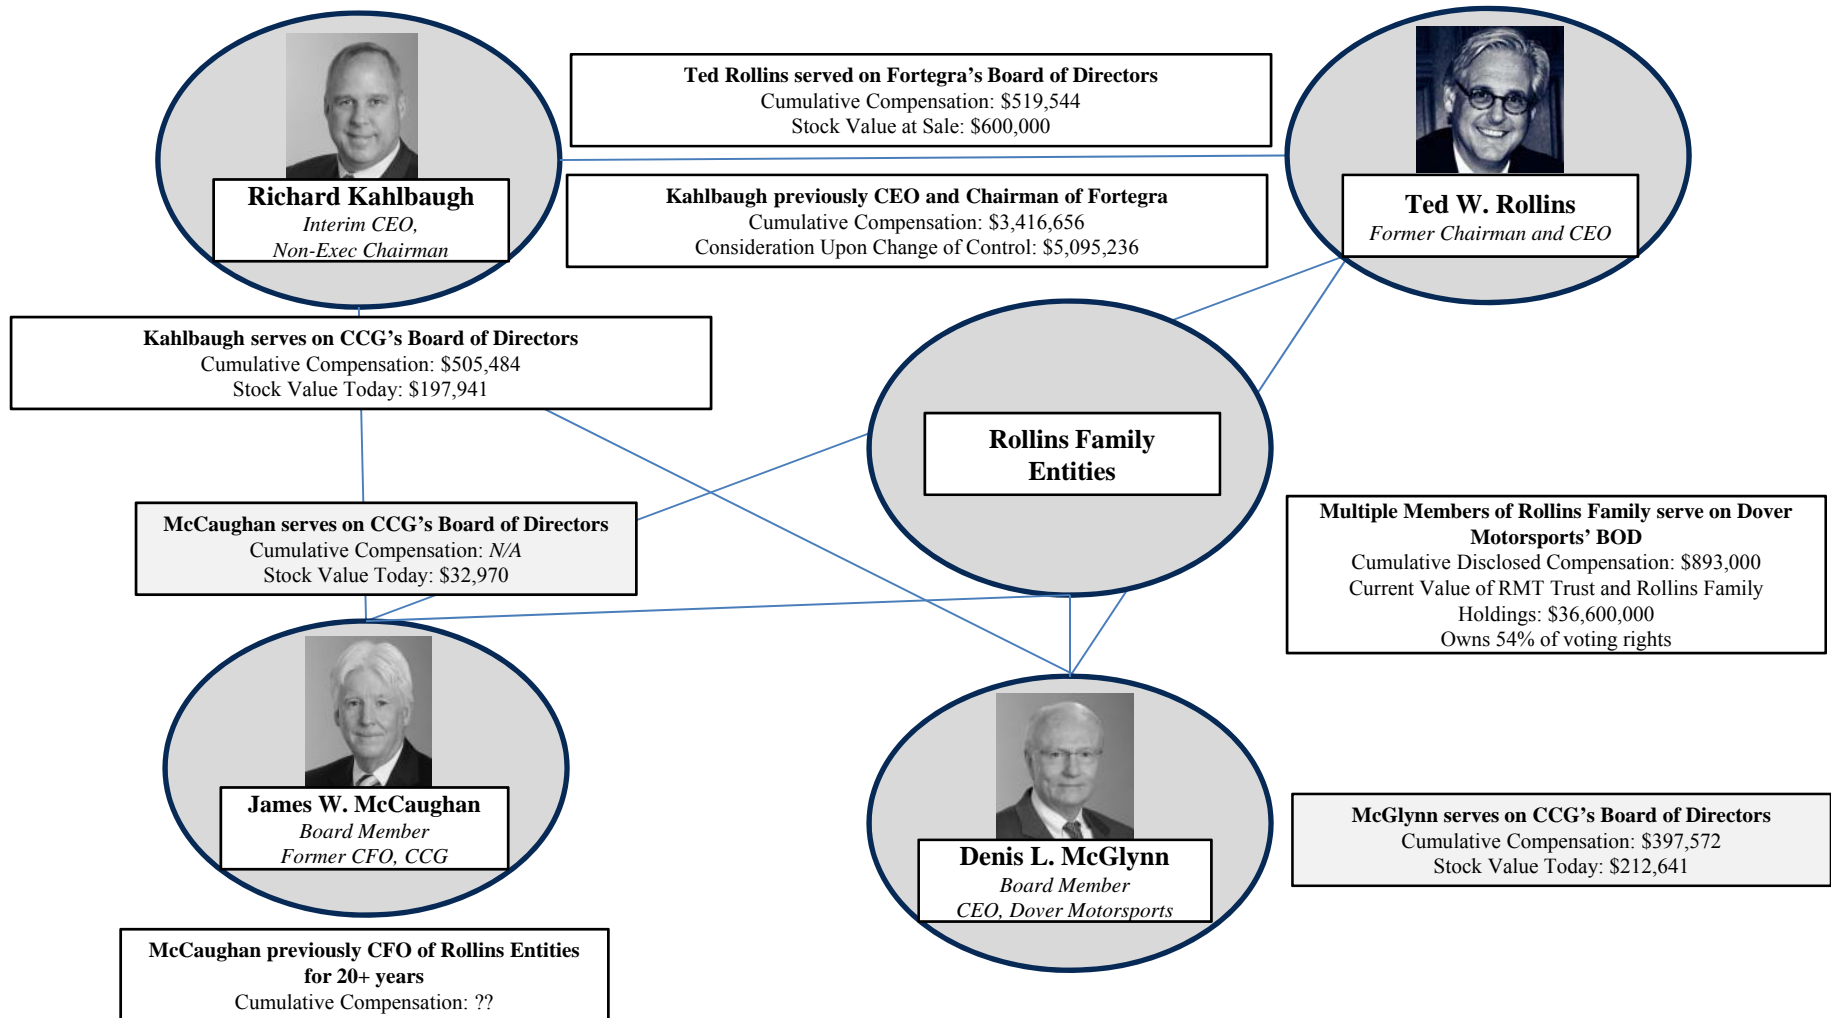 Ted Rollins served on Fortegra’s Board of Directors
Cumulative Compensation: $519,544
Stock Value at Sale: $600,000
Richard Kahlbaugh
Interim CEO,
Non-Exec Chairman
Kahlbaugh previously CEO and Chairman of Fortegra
Cumulative Compensation: $3,416,656
Consideration Upon Change of Control: $5,095,236
Ted W. Rollins
Former Chairman and CEO
Kahlbaugh serves on CCG’s Board of Directors
Cumulative Compensation: $505,484
Stock Value Today: $197,941
Rollins Family
Entities
McCaughan serves on CCG’s Board of Directors
Cumulative Compensation: N/A
Stock Value Today: $32,970
Multiple Members of Rollins Family serve on Dover
Motorsports’ BOD
Cumulative Disclosed Compensation: $893,000
Current Value of RMT Trust and Rollins Family
Holdings: $36,600,000
Owns 54% of voting rights
James W. McCaughan
Board Member
Former CFO, CCG
Denis L. McGlynn
Board Member
CEO, Dover Motorsports
McGlynn serves on CCG’s Board of Directors
Cumulative Compensation: $397,572
Stock Value Today: $212,641
McCaughan previously CFO of Rollins Entities
for 20+ years
Cumulative Compensation: ??